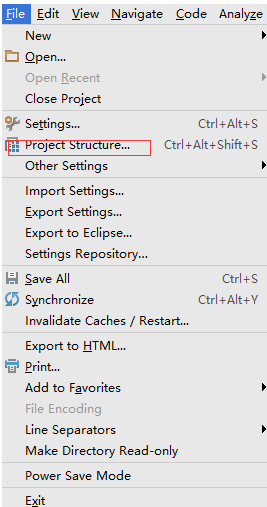 File Edit View Navigate Code Analyze
New
Open...
Open Recent
Close Project
Settings... Ctrl+Alt+S
Project Structure... Ctrl+Alt+Shift+S
Other Settings
Import Settings...
Export Settings...
Export to Eclipse...
Settings Repository...
Save All Ctrl+S
Synchronize Ctrl+Alt+Y
Invalidate Caches / Restart...
Export to HTML...
Print...
Add to Favorites
File Encoding
Line Separators
Make Directory Read-only
Power Save Mode
Exit